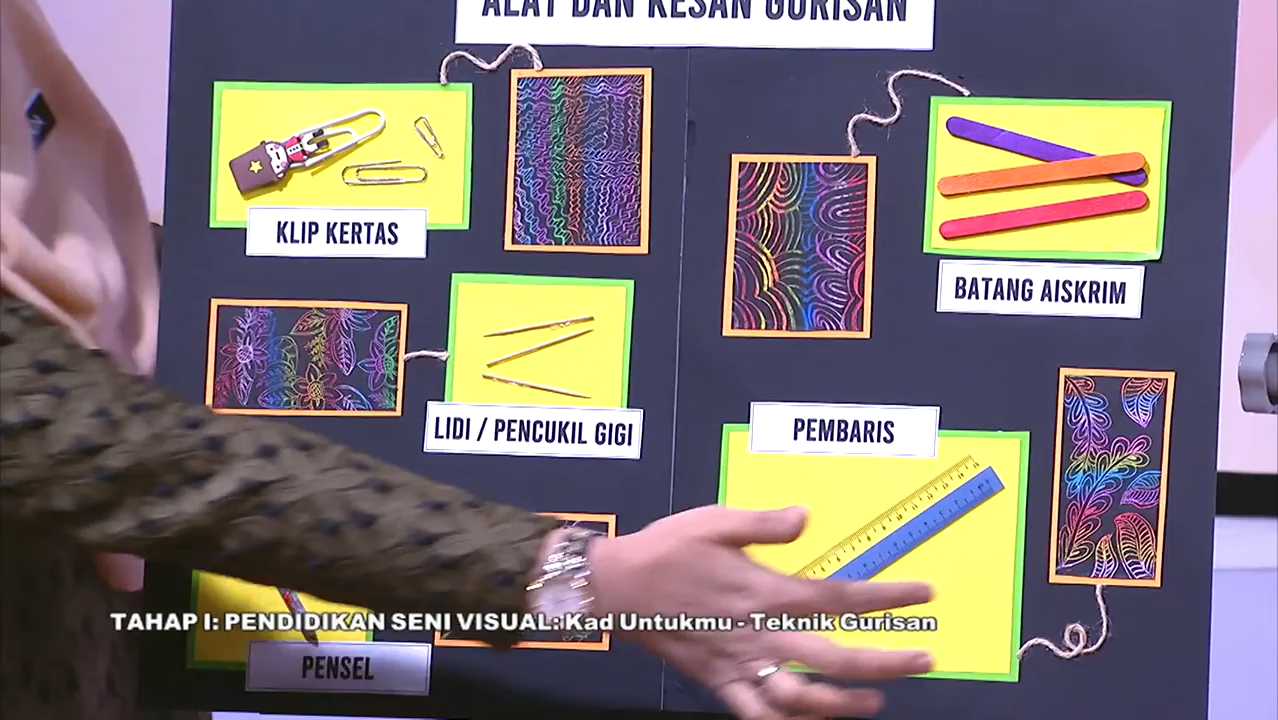 ALAT DAN KESAN GURISAN
KLIP KERTAS
BATANG AISKRIM
LIDI / PENCUKIL GIGI
PEMBARIS
TAHAP I: PENDIDIKAN SENI VISUAL: Kad Untukmu - Teknik Gurisan
PENSEL